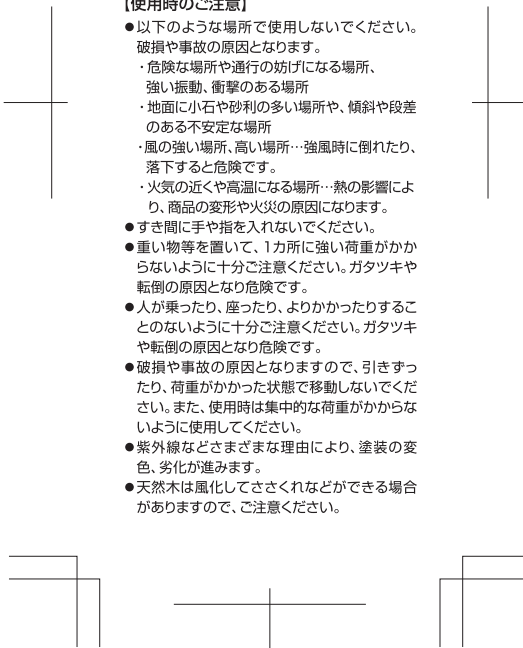 【使用時のご注意】
●以下のような場所で使用しないでください。
破損や事故の原因となります。
・危険な場所や通行の妨げになる場所、
強い振動、衝撃のある場所
・地面に小石や砂利の多い場所や、傾斜や段差
のある不安定な場所
・風の強い場所、高い場所…強風時に倒れたり、
落下すると危険です。
・火気の近くや高温になる場所…熱の影響によ
り、商品の変形や火災の原因になります。
●すき間に手や指を入れないでください。
●重い物等を置いて、1カ所に強い荷重がかか
らないように十分ご注意ください。ガタツキや
転倒の原因となり危険です。
●人が乗ったり、座ったり、よりかかったりするこ
とのないように十分ご注意ください。ガタツキ
や転倒の原因となり危険です。
●破損や事故の原因となりますので、引きずっ
たり、荷重がかかった状態で移動しないでくだ
さい。また、使用時は集中的な荷重がかからな
いように使用してください。
●紫外線などさまざまな理由により、塗装の変
色、劣化が進みます。
●天然木は風化してささくれなどができる場合
がありますので、ご注意ください。